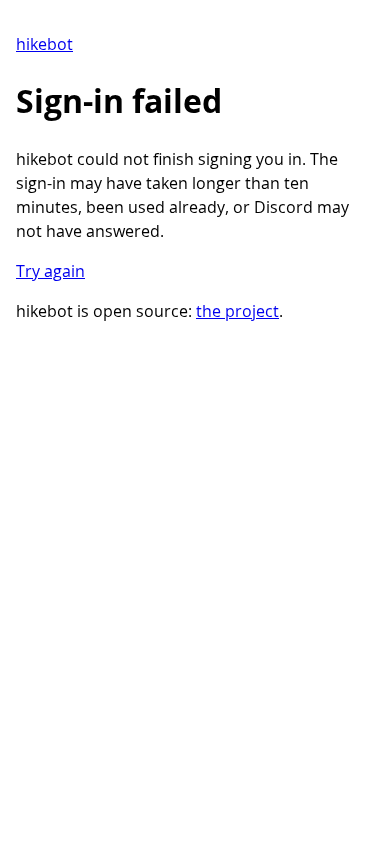 hikebot
Sign-in failed
hikebot could not finish signing you in. The
sign-in may have taken longer than ten
minutes, been used already, or Discord may
not have answered.
Try again
hikebot is open source: the project.